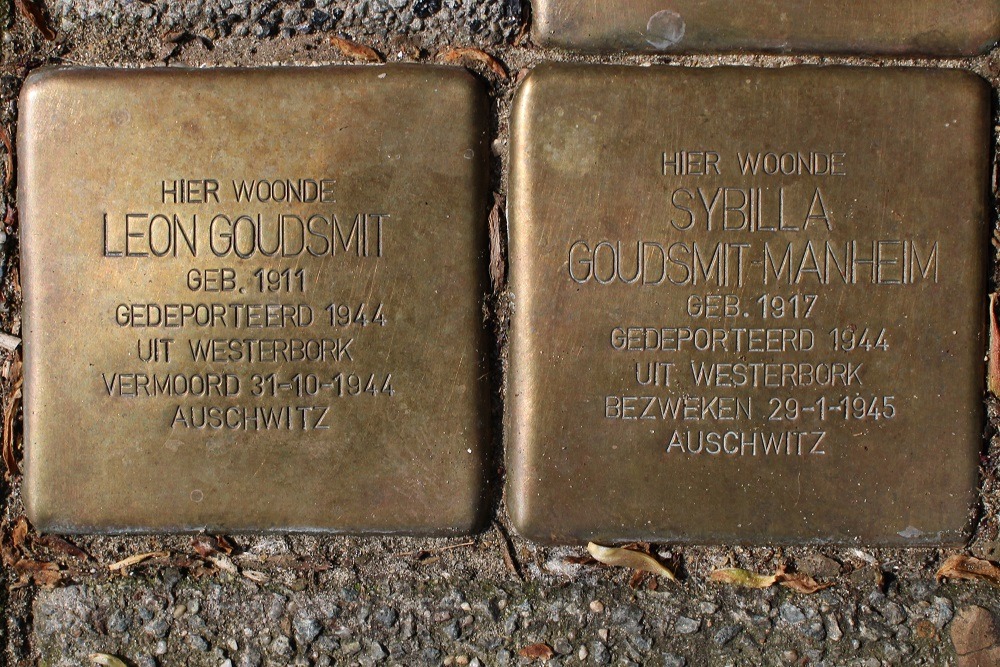 HIER WOONDE
LEON GOUDSMIT
GEB. 1911
GEDEPORTEERD 1944
UIT WESTERBORK
VERMOORD 31-10-1944
AUSCHWITZ
HIER WOONDE
SYBILLA
GOUDSMIT-MANHEIM
GEB. 1917
GEDEPORTEERD 1944
UIT WESTERBORK
BEZWEKEN 29-1-1945
AUSCHWITZ